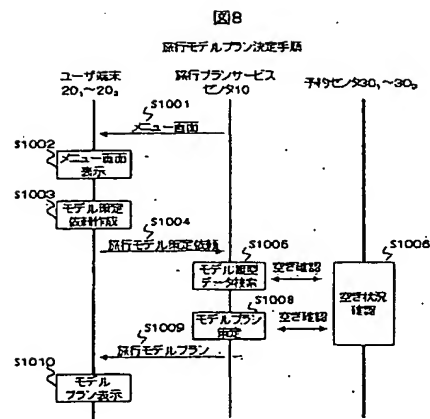 図8
旅行モデルプラン決定手順
ユーザ端末
20₁～20₃
旅行プランサービス
センタ10
予約センタ30₁～30ₚ
S1001
メニュー画面
S1002
メニュー画面
表示
S1003
モデル策定
依頼作成
S1004
旅行モデル策定依頼
S1005
モデル雛型
データ検索
空き確認
S1006
空き状況
確認
S1008
モデルプラン
策定
空き確認
S1009
旅行モデルプラン
S1010
モデル
プラン表示